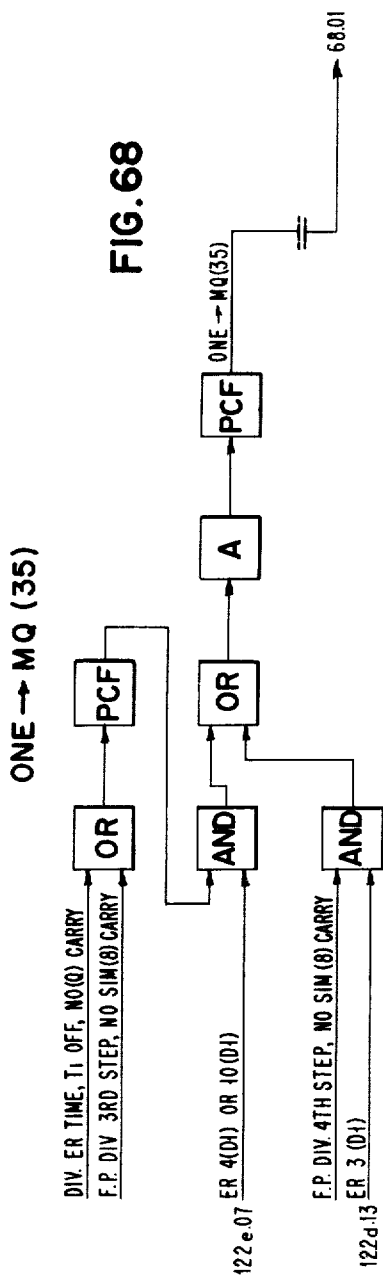 ONE → MQ (35)
FIG. 68
DIV. ER TIME, T1 OFF, NO(Q) CARRY
F.P. DIV 3RD STEP, NO SIM(8) CARRY
OR
PCF
122e.07
ER 4(D1) OR 10(D1)
AND
OR
A
PCF
ONE → MQ(35)
68.01
F.P. DIV. 4TH STEP, NO SIM (8) CARRY
122d.13
ER 3 (D1)
AND